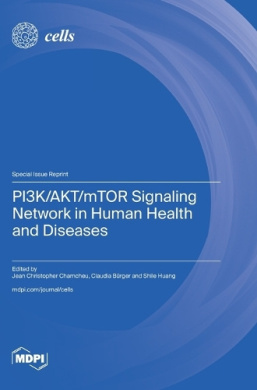 cells
Special Issue Reprint
PI3K/AKT/mTOR Signaling
Network in Human Health
and Diseases
Edited by
Jean Christopher Chamcheu, Claudia Bürger and Shile Huang
mdpi.com/journal/cells
MDPI